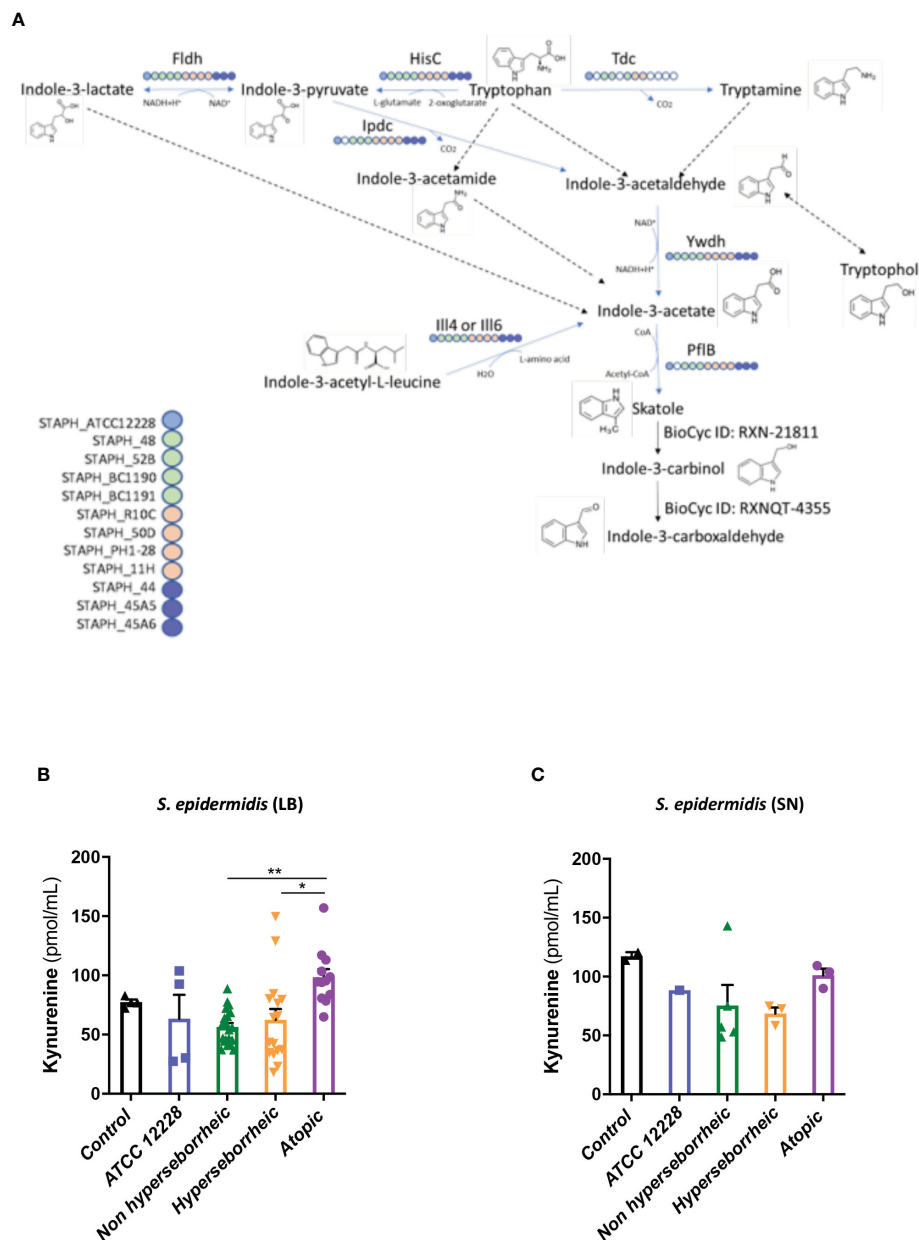 A
Fldh
HisC
Tdc
Indole-3-lactate
NADH+H⁺
NAD⁺
Indole-3-pyruvate
L-glutamate
2-oxoglutarate
Tryptophan
CO₂
Tryptamine
Ipdc
CO₂
Indole-3-acetamide
Indole-3-acetaldehyde
NAD⁺
NADH+H⁺
Ywdh
Tryptophol
Indole-3-acetate
Ill4 or Ill6
CoA
PflB
H2O
L-amino acid
Acetyl-CoA
Indole-3-acetyl-L-leucine
Skatole
BioCyc ID: RXN-21811
Indole-3-carbinol
BioCyc ID: RXNQT-4355
Indole-3-carboxaldehyde
OH
NH₂
N
H
NH₂
H₃C
STAPH_ATCC12228
STAPH_48
STAPH_52B
STAPH_BC1190
STAPH_BC1191
STAPH_R10C
STAPH_50D
STAPH_PH1-28
STAPH_11H
STAPH_44
STAPH_45A5
STAPH_45A6
B
S. epidermidis (LB)
Kynurenine (pmol/mL)
200
150
100
50
0
**
*
Control
ATCC 12228
Non hyperseborrheic
Hyperseborrheic
Atopic
C
S. epidermidis (SN)
Kynurenine (pmol/mL)
200
150
100
50
0
Control
ATCC 12228
Non hyperseborrheic
Hyperseborrheic
Atopic